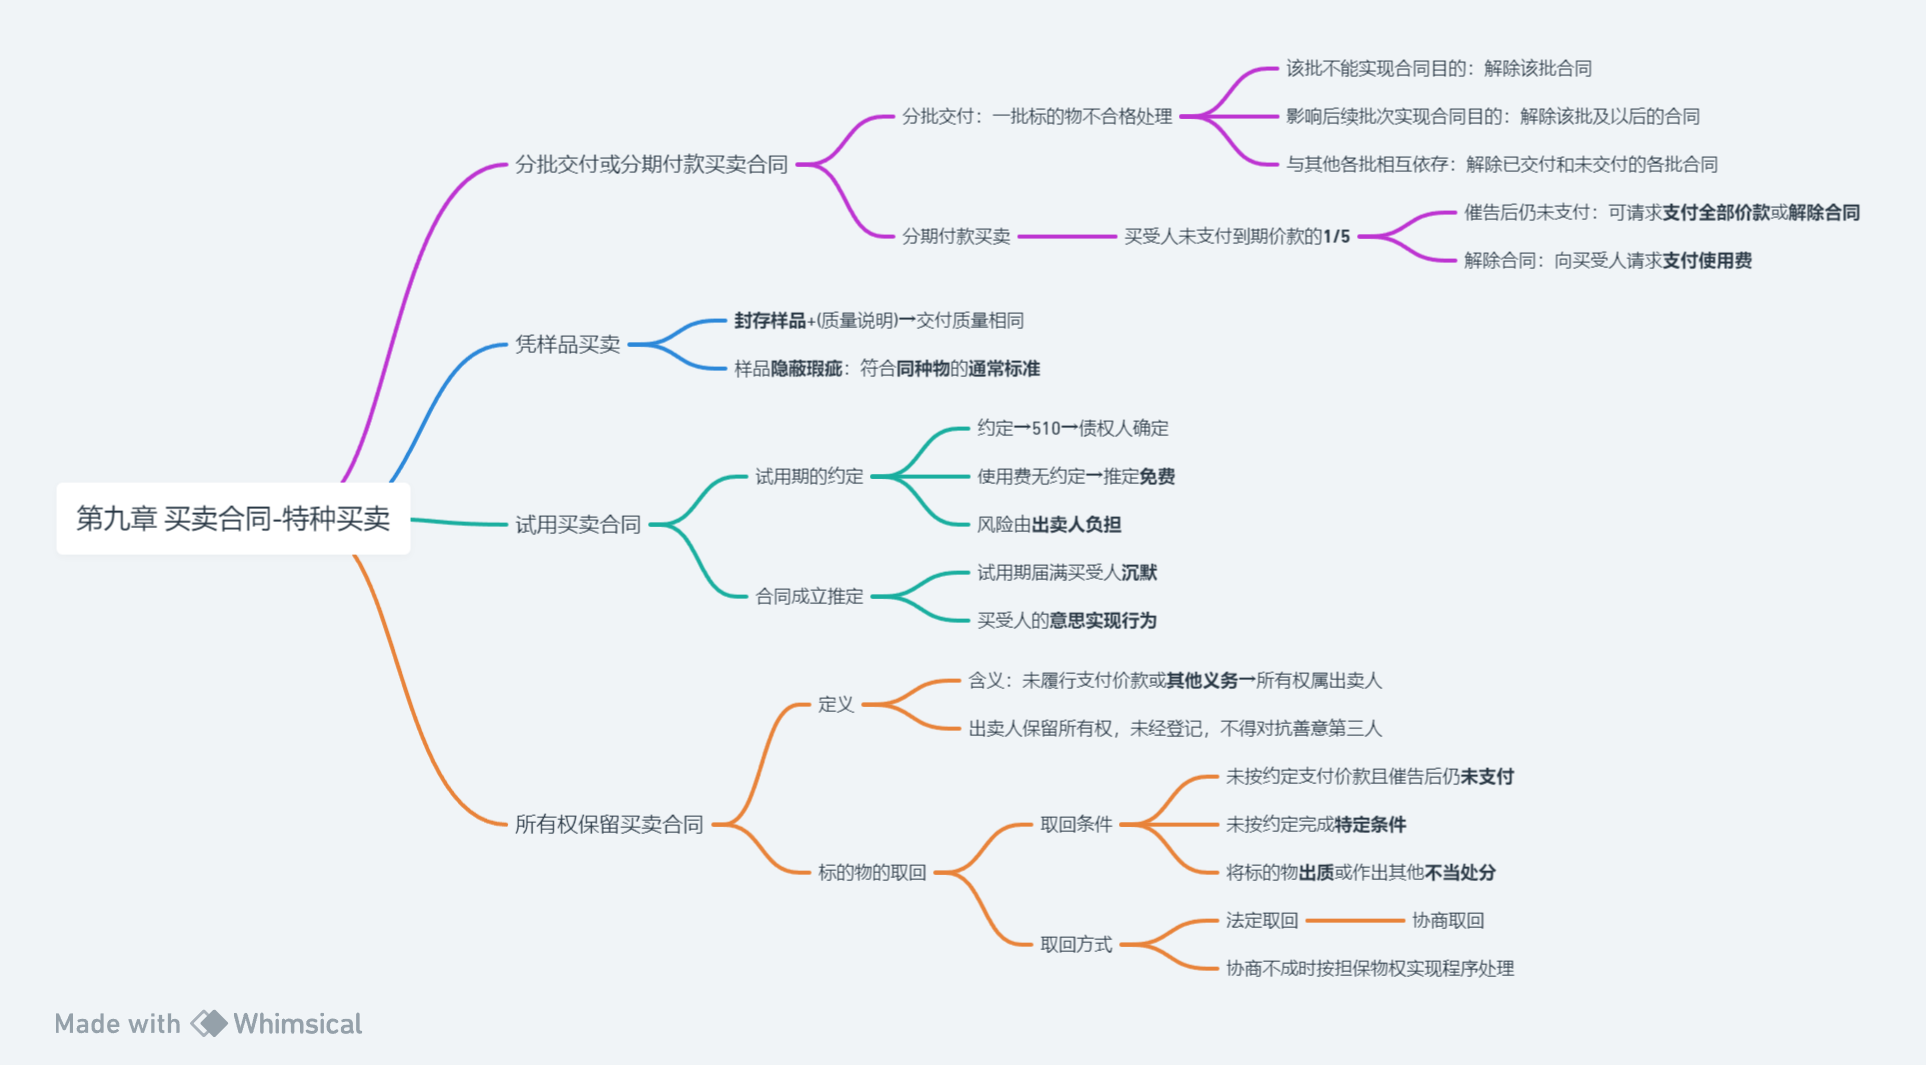 第九章 买卖合同-特种买卖
分批交付或分期付款买卖合同
分批交付：一批标的物不合格处理
该批不能实现合同目的：解除该批合同
影响后续批次实现合同目的：解除该批及以后的合同
与其他各批相互依存：解除已交付和未交付的各批合同
分期付款买卖
买受人未支付到期价款的1/5
催告后仍未支付：可请求支付全部价款或解除合同
解除合同：向买受人请求支付使用费
凭样品买卖
封存样品+(质量说明)→交付质量相同
样品隐蔽瑕疵：符合同种物的通常标准
试用买卖合同
试用期的约定
约定→510→债权人确定
使用费无约定→推定免费
风险由出卖人负担
合同成立推定
试用期届满买受人沉默
买受人的意思实现行为
所有权保留买卖合同
定义
含义：未履行支付价款或其他义务→所有权属出卖人
出卖人保留所有权，未经登记，不得对抗善意第三人
标的物的取回
取回条件
未按约定支付价款且催告后仍未支付
未按约定完成特定条件
将标的物出质或作出其他不当处分
取回方式
法定取回
协商取回
协商不成时按担保物权实现程序处理
Made with Whimsical